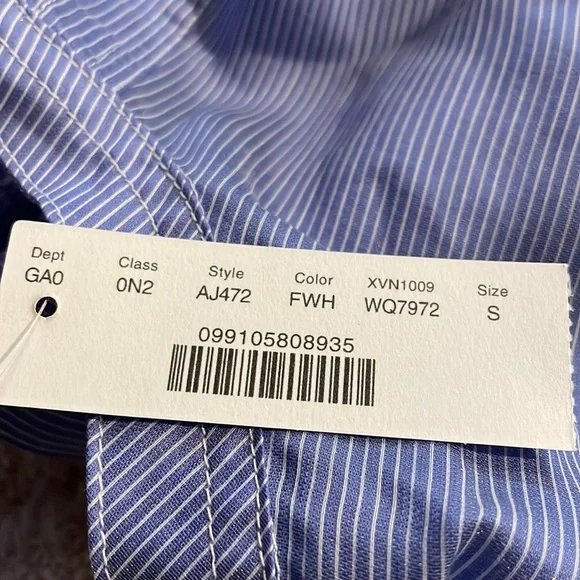 Dept Class Style Color XVN1009 Size
GA0 0N2 AJ472 FWH WQ7972 S
099105808935